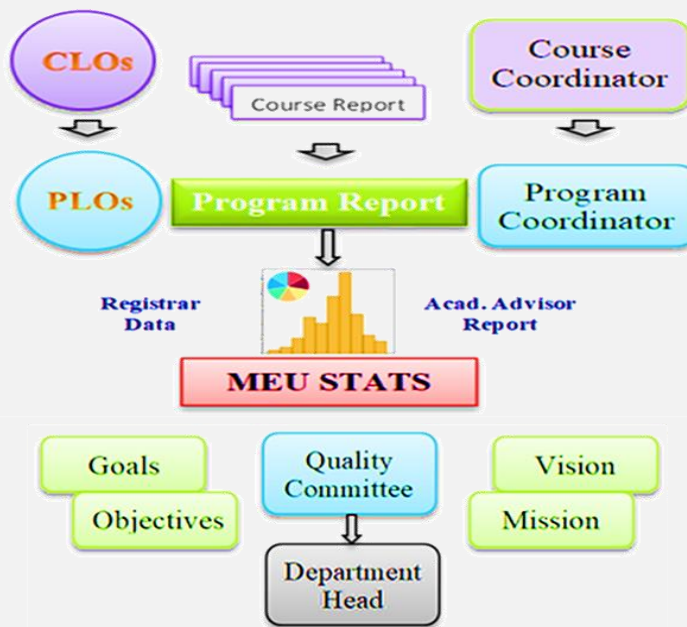 CLOs
Course Report
Course
Coordinator
PLOs
Program Report
Program
Coordinator
Registrar
Data
Acad. Advisor
Report
MEU STATS
Goals
Objectives
Quality
Committee
Vision
Mission
Department
Head